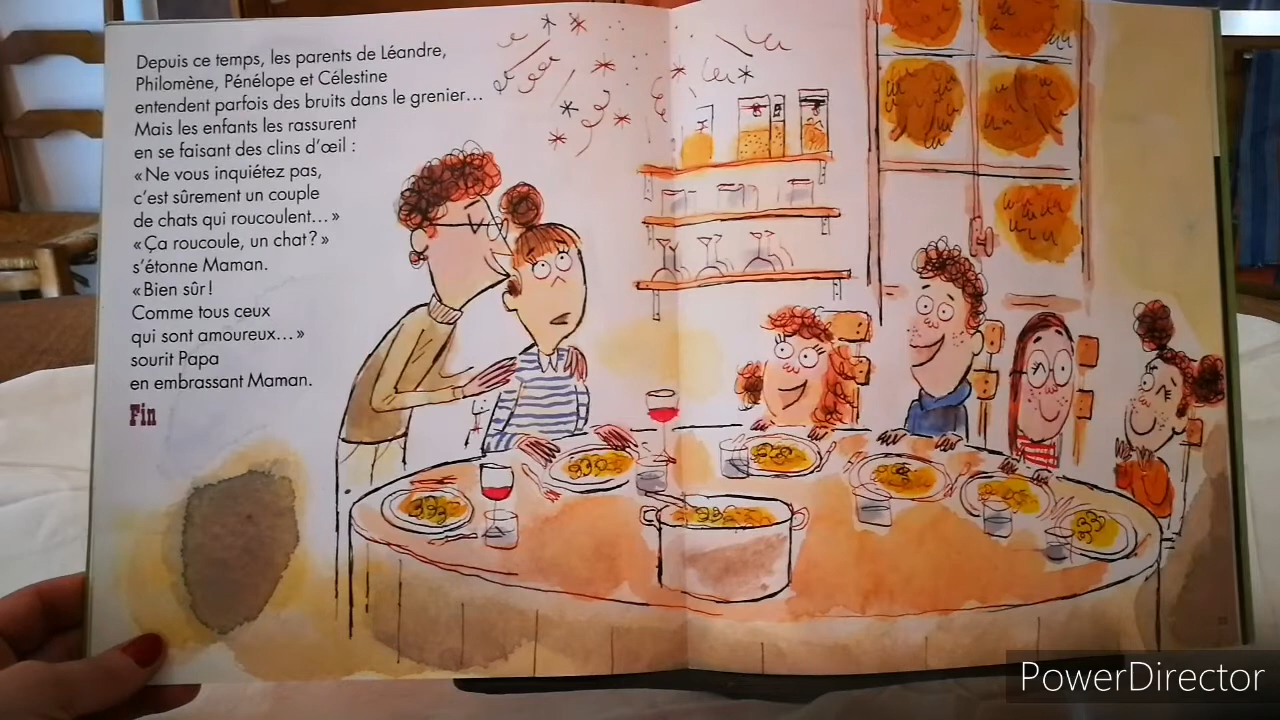 Depuis ce temps, les parents de Léandre,
Philomène, Pénélope et Célestine
entendent parfois des bruits dans le grenier...
Mais les enfants les rassurent
en se faisant des clins d'œil :
« Ne vous inquiétez pas,
c'est sûrement un couple
de chats qui roucoulent... »
« Ça roucoule, un chat ? »
s'étonne Maman.
« Bien sûr !
Comme tous ceux
qui sont amoureux... »
sourit Papa
en embrassant Maman.
Fin
PowerDirector